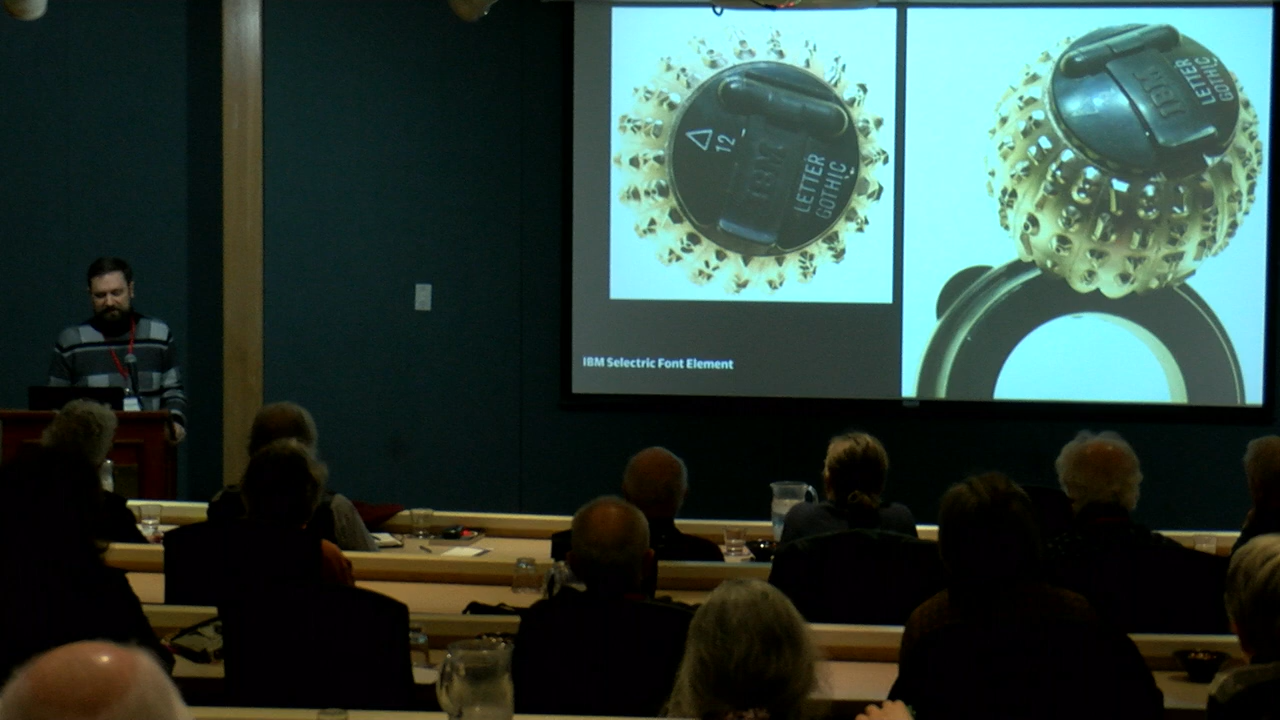 12
IBM
LETTER
GOTHIC
IBM
LETTER
GOTHIC
IBM Selectric Font Element